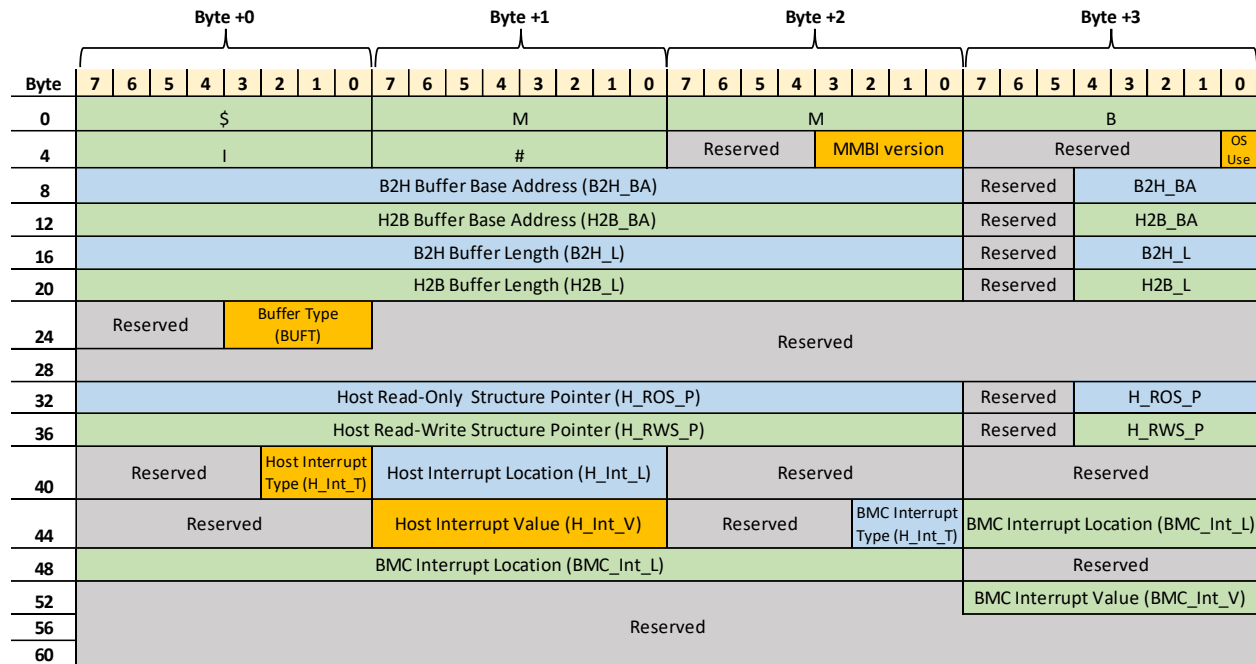 Byte +0 Byte +1 Byte +2 Byte +3
Byte 7 6 5 4 3 2 1 0 7 6 5 4 3 2 1 0 7 6 5 4 3 2 1 0 7 6 5 4 3 2 1 0
0 $ M M B
4 I # Reserved MMBI version Reserved OS Use
8 B2H Buffer Base Address (B2H_BA) Reserved B2H_BA
12 H2B Buffer Base Address (H2B_BA) Reserved H2B_BA
16 B2H Buffer Length (B2H_L) Reserved B2H_L
20 H2B Buffer Length (H2B_L) Reserved H2B_L
24 Reserved Buffer Type (BUFT) Reserved
28
32 Host Read-Only Structure Pointer (H_ROS_P) Reserved H_ROS_P
36 Host Read-Write Structure Pointer (H_RWS_P) Reserved H_RWS_P
40 Reserved Host Interrupt Type (H_Int_T) Host Interrupt Location (H_Int_L) Reserved Reserved
44 Reserved Host Interrupt Value (H_Int_V) Reserved BMC Interrupt Type (H_Int_T) BMC Interrupt Location (BMC_Int_L)
48 BMC Interrupt Location (BMC_Int_L) Reserved
52 BMC Interrupt Value (BMC_Int_V)
56 Reserved
60